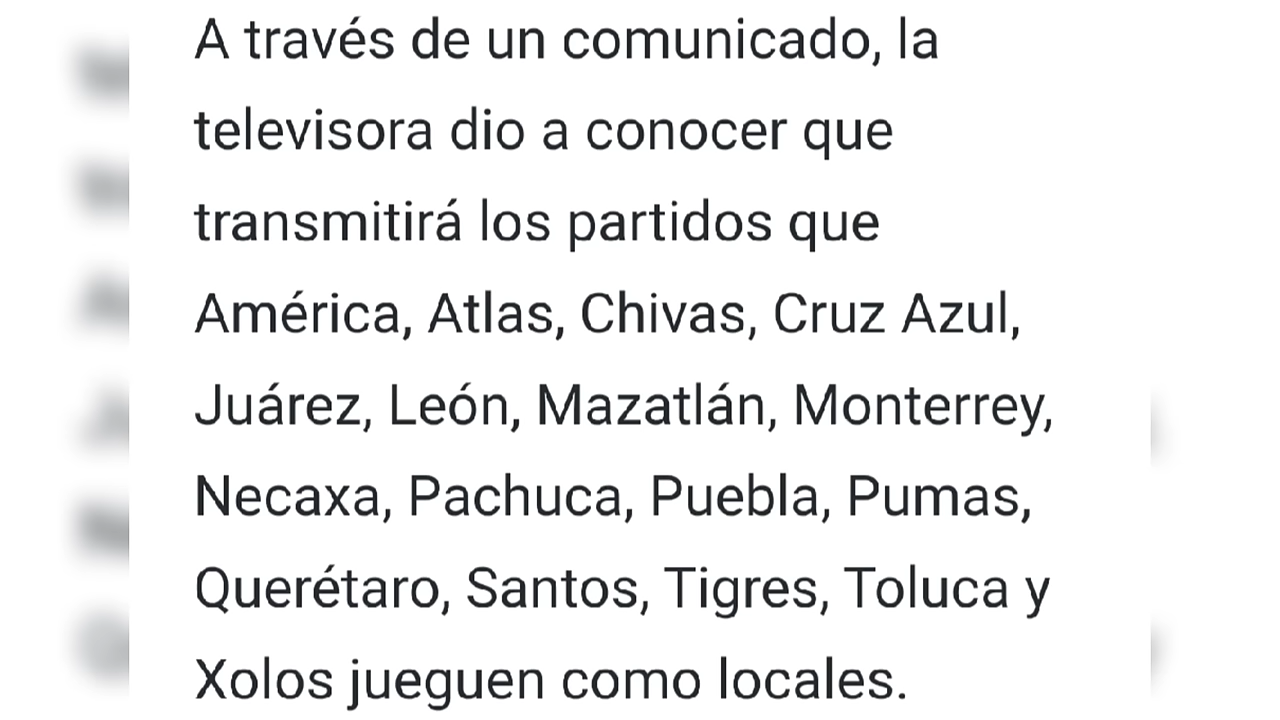 A través de un comunicado, la
televisora dio a conocer que
transmitirá los partidos que
América, Atlas, Chivas, Cruz Azul,
Juárez, León, Mazatlán, Monterrey,
Necaxa, Pachuca, Puebla, Pumas,
Querétaro, Santos, Tigres, Toluca y
Xolos jueguen como locales.